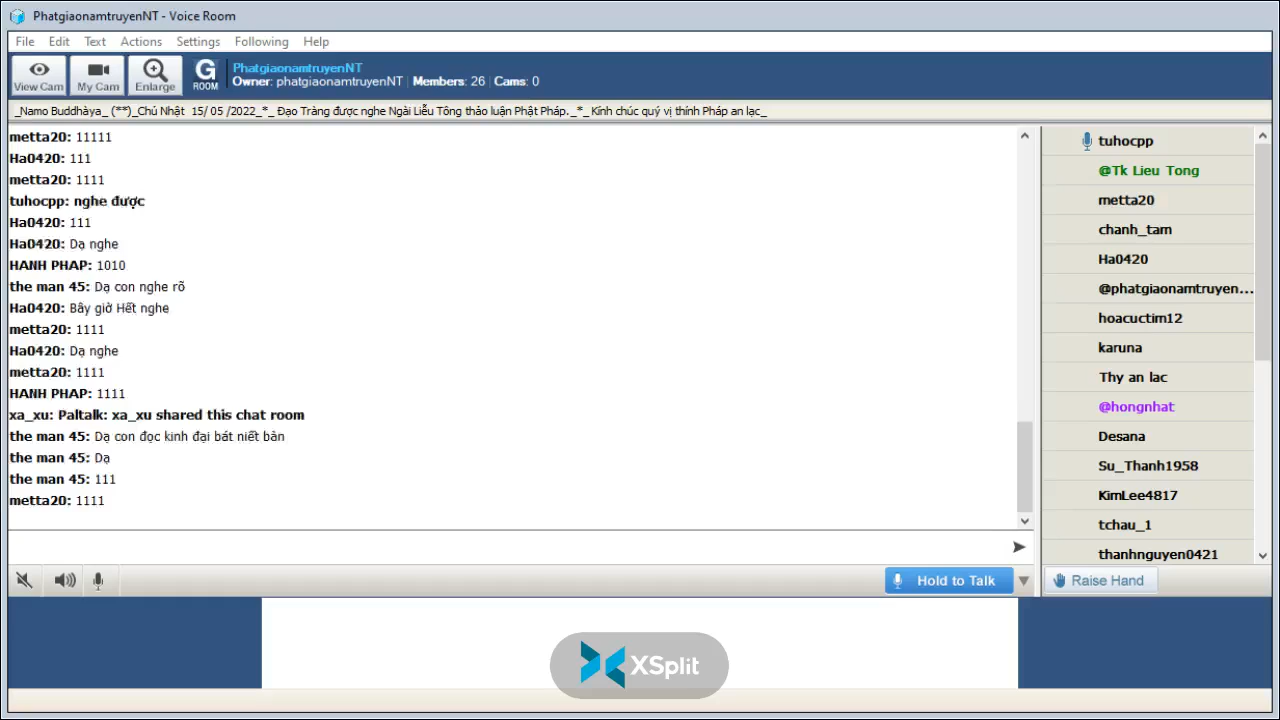 PhatgiaonamtruyenNT - Voice Room
File Edit Text Actions Settings Following Help
View Cam
My Cam
Enlarge
G
ROOM
PhatgiaonamtruyenNT
Owner: phatgiaonamtruyenNT | Members: 26 | Cams: 0
_Namo Buddhàya_ (**)_Chủ Nhật 15/ 05 /2022_*_ Đạo Tràng được nghe Ngài Liễu Tông thảo luận Phật Pháp._*_ Kính chúc quý vị thính Pháp an lạc_
metta20: 11111
Ha0420: 111
metta20: 1111
tuhocpp: nghe được
Ha0420: 111
Ha0420: Dạ nghe
HANH PHAP: 1010
the man 45: Dạ con nghe rõ
Ha0420: Bây giờ Hết nghe
metta20: 1111
Ha0420: Dạ nghe
metta20: 1111
HANH PHAP: 1111
xa_xu: Paltalk: xa_xu shared this chat room
the man 45: Dạ con đọc kinh đại bát niết bàn
the man 45: Dạ
the man 45: 111
metta20: 1111
Hold to Talk
tuhocpp
@Tk Lieu Tong
metta20
chanh_tam
Ha0420
@phatgiaonamtruyen...
hoacuctim12
karuna
Thy an lac
@hongnhat
Desana
Su_Thanh1958
KimLee4817
tchau_1
thanhnguyen0421
Raise Hand
XSplit